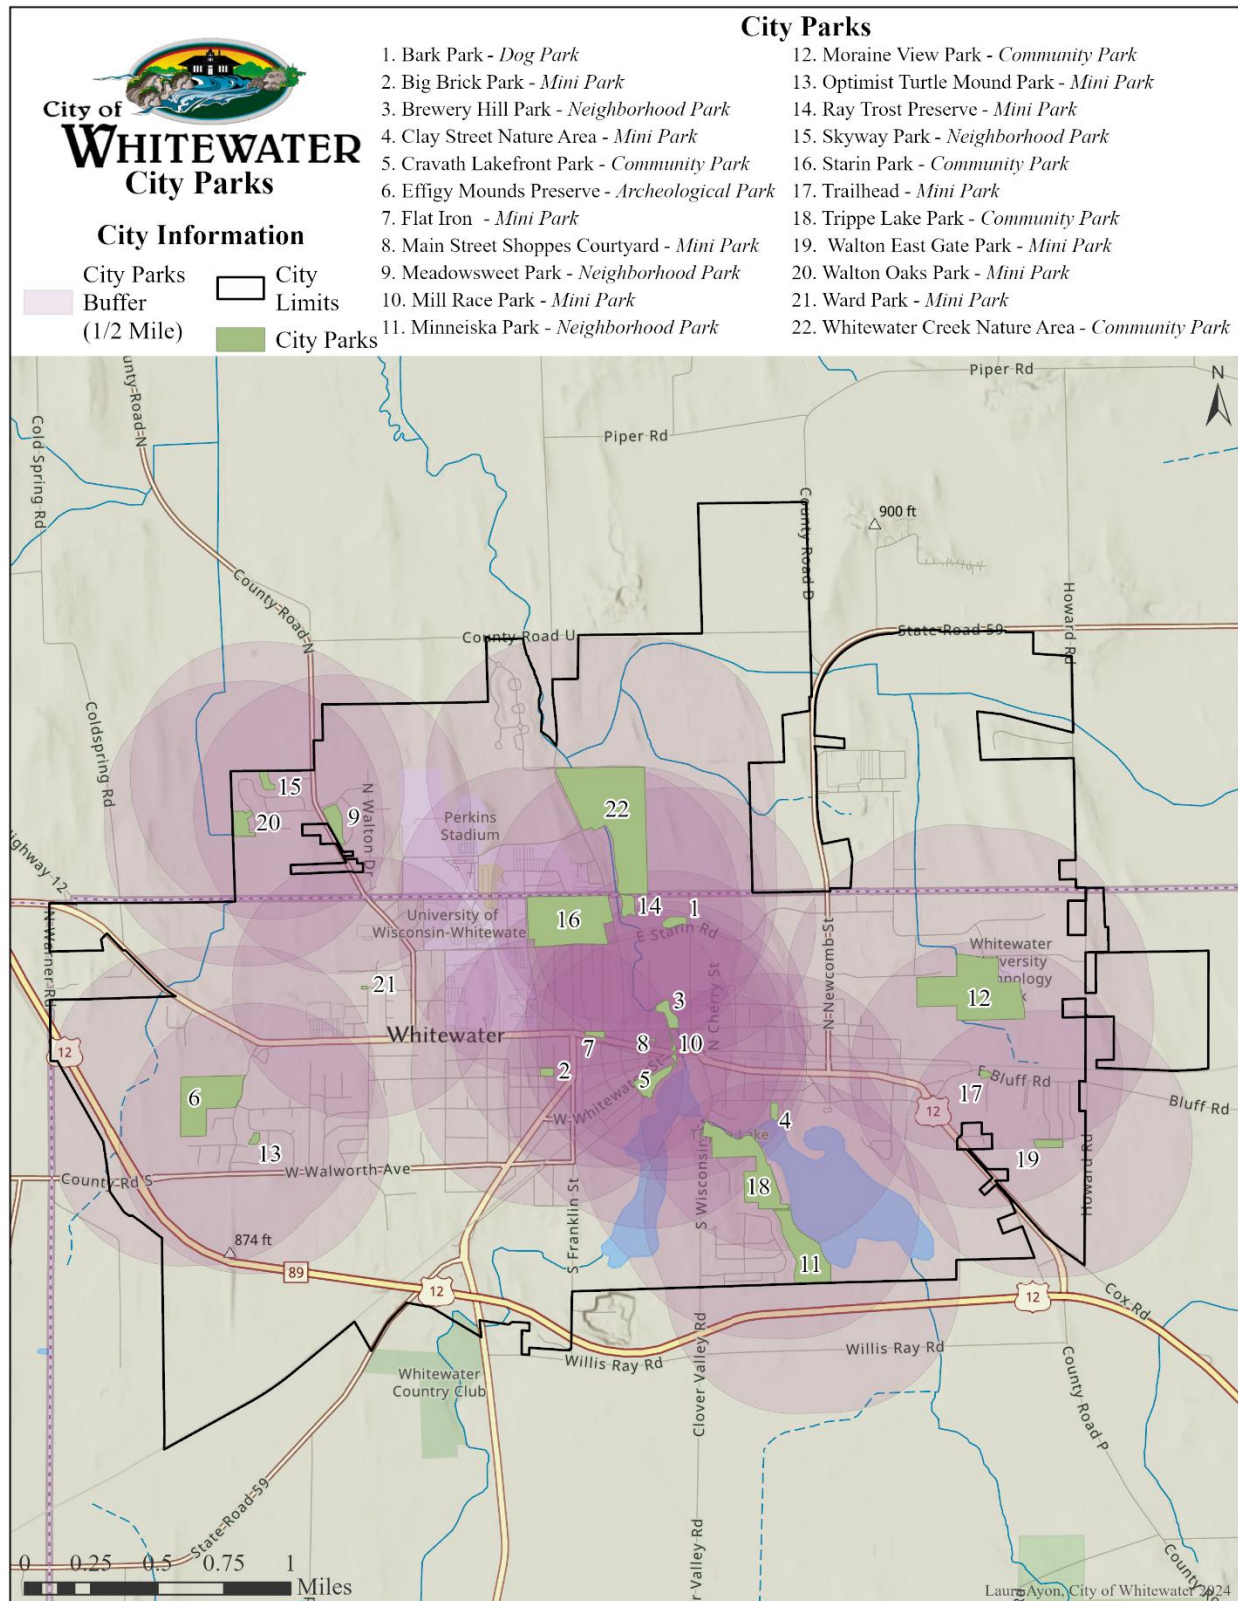 City of
WHITEWATER
City Parks
City Information
City Parks
Buffer
(1/2 Mile)
City
Limits
City Parks
City Parks
1. Bark Park - Dog Park
2. Big Brick Park - Mini Park
3. Brewery Hill Park - Neighborhood Park
4. Clay Street Nature Area - Mini Park
5. Cravath Lakefront Park - Community Park
6. Effigy Mounds Preserve - Archeological Park
7. Flat Iron - Mini Park
8. Main Street Shoppes Courtyard - Mini Park
9. Meadowsweet Park - Neighborhood Park
10. Mill Race Park - Mini Park
11. Minneiska Park - Neighborhood Park
12. Moraine View Park - Community Park
13. Optimist Turtle Mound Park - Mini Park
14. Ray Trost Preserve - Mini Park
15. Skyway Park - Neighborhood Park
16. Starin Park - Community Park
17. Trailhead - Mini Park
18. Trippe Lake Park - Community Park
19. Walton East Gate Park - Mini Park
20. Walton Oaks Park - Mini Park
21. Ward Park - Mini Park
22. Whitewater Creek Nature Area - Community Park
N
Piper Rd
Piper Rd
ounty-Road-N
Cold Spring Rd
County Road D
900 ft
County-Road-N
County Road U
State-Road-59
Howard Rd
Coldspring Rd
15
20
9
N Walton Dr
Perkins
Stadium
22
Highway 12
N-Warner-Rd
University of
Wisconsin-Whitewate
16
14
1
E Starin Rd
N-Newcomb-St
Whitewater
12
21
3
N Cherry St
Whitewater
7
8
10
12
2
5
W Whitewater St
17
E Bluff Rd
12
Bluff Rd
6
4
13
19
Howard Rd
County Rd S
W Walworth Ave
S Franklin St
S Wisconsin
18
11
874 ft
89
12
12
Cox-Rd
Willis Ray Rd
Willis Ray Rd
Whitewater
Country Club
Clover Valley Rd
County Road P
State-Road-59
r Valley Rd
0 0.25 0.5 0.75 1
Miles
Laura Ayon, City of Whitewater 2024